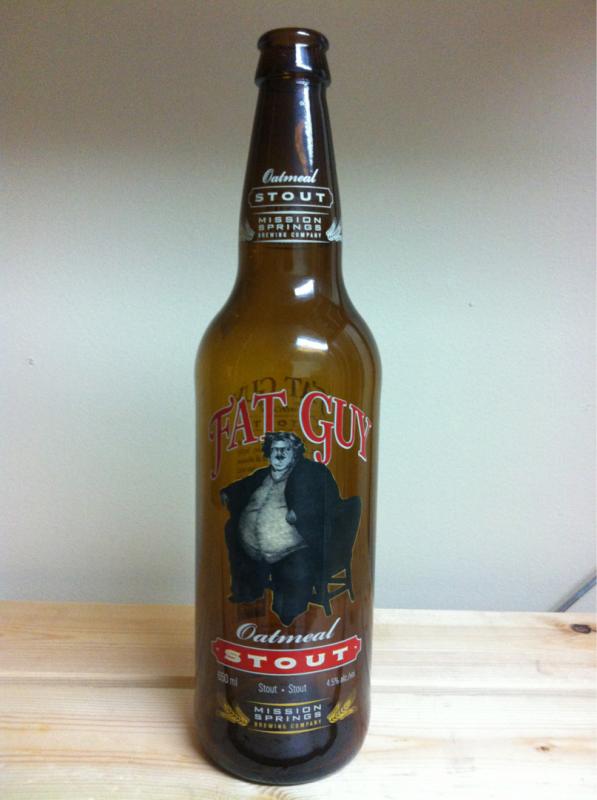 Oatmeal
STOUT
MISSION
SPRINGS
BREWING COMPANY
FAT GUY
Oatmeal
STOUT
650 ml Stout • Stout 4.5% alc./vol.
MISSION
SPRINGS
BREWING COMPANY